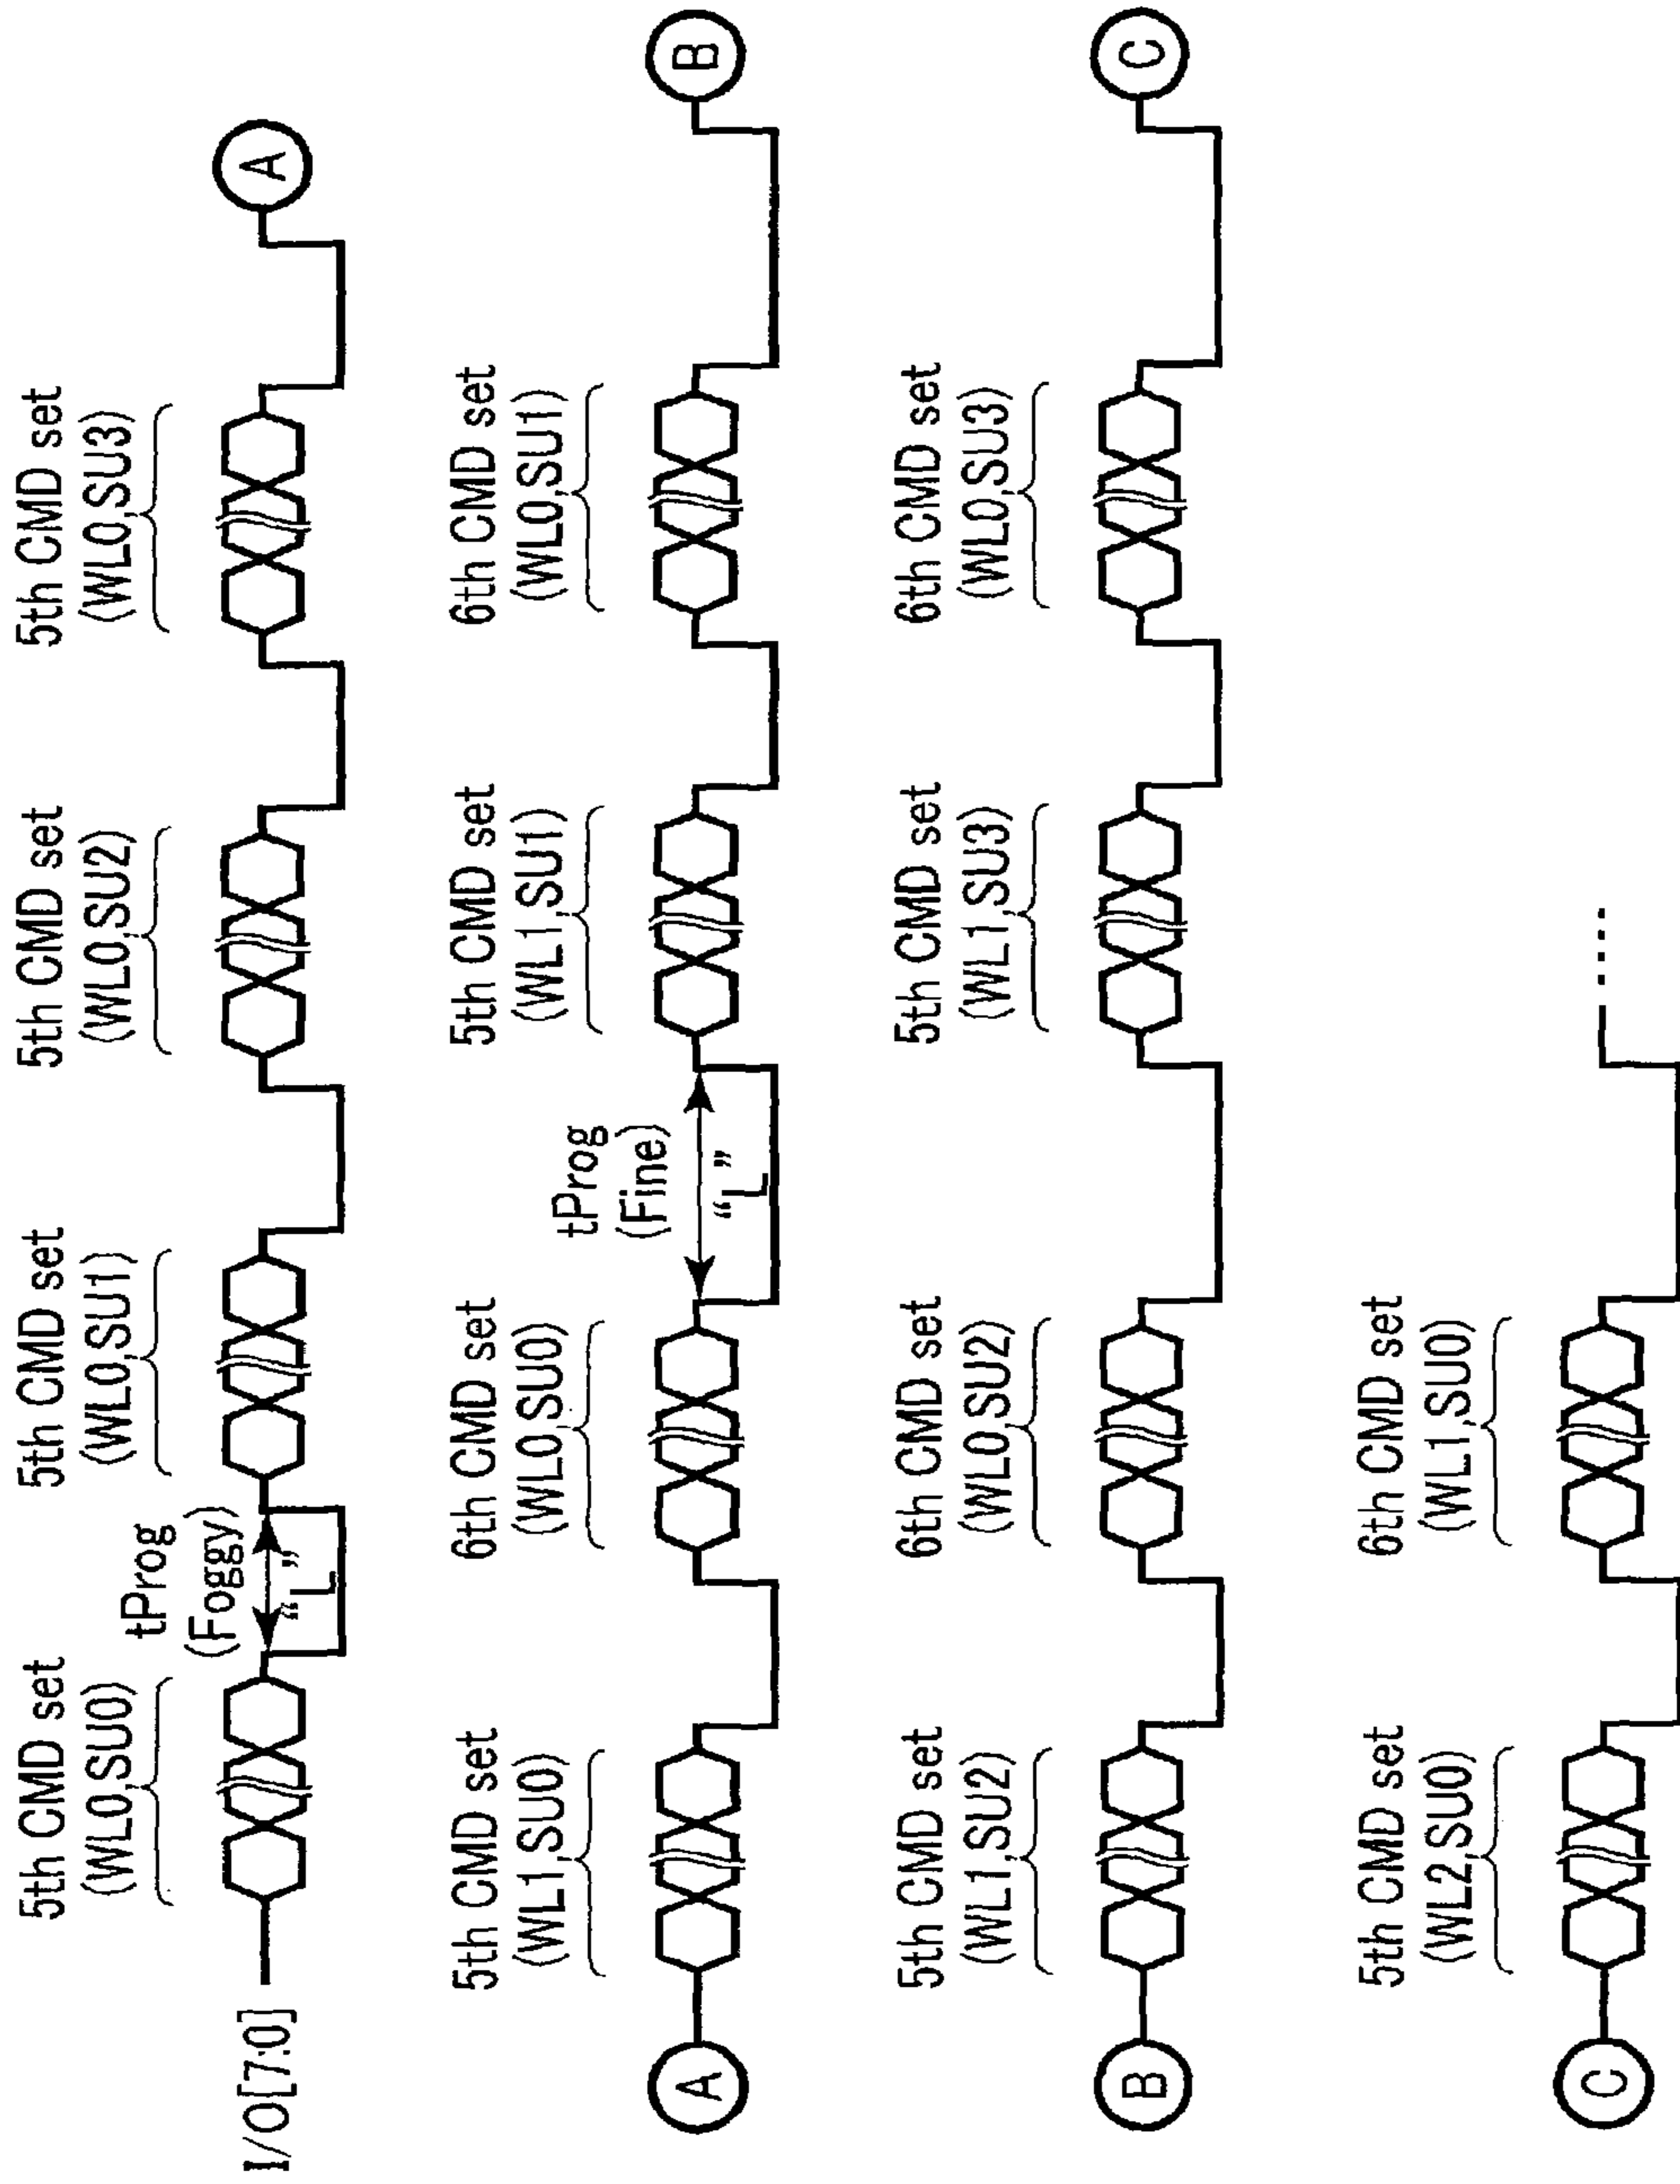 5th CMD set
(WL0,SU0)
tProg
(Foggy)
5th CMD set
(WL0,SU1)
5th CMD set
(WL0,SU2)
5th CMD set
(WL0,SU3)
I/O[7:0]
“L”
A
5th CMD set
(WL1,SU0)
6th CMD set
(WL0,SU0)
tProg
(Fine)
5th CMD set
(WL1,SU1)
6th CMD set
(WL0,SU1)
A
“L”
B
5th CMD set
(WL1,SU2)
6th CMD set
(WL0,SU2)
5th CMD set
(WL1,SU3)
6th CMD set
(WL0,SU3)
B
C
5th CMD set
(WL2,SU0)
6th CMD set
(WL1,SU0)
C